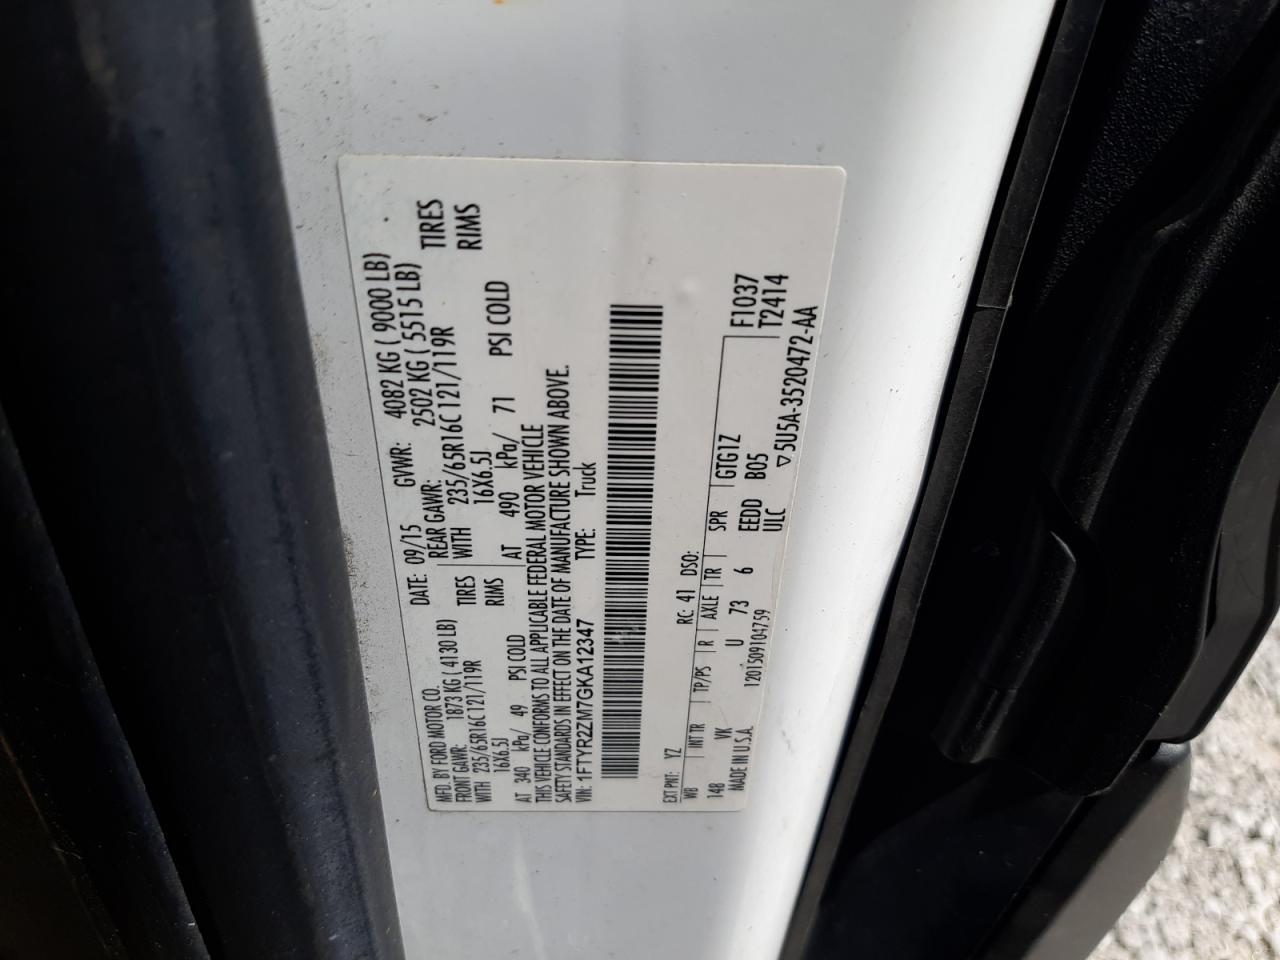 MFD. BY FORD MOTOR CO. DATE: 09/15 GVWR: 4082 KG ( 9000 LB)
FRONT GAWR: 1873 KG ( 4130 LB) REAR GAWR: 2502 KG ( 5515 LB)
WITH 235/65R16C 121/119R TIRES WITH 235/65R16C 121/119R TIRES
16X6.5J RIMS 16X6.5J RIMS
AT 340 kPa/ 49 PSI COLD AT 490 kPa/ 71 PSI COLD
THIS VEHICLE CONFORMS TO ALL APPLICABLE FEDERAL MOTOR VEHICLE
SAFETY STANDARDS IN EFFECT ON THE DATE OF MANUFACTURE SHOWN ABOVE.
VIN: 1FTYR2ZM7GKA12347 TYPE: Truck
EXT PNT: YZ RC: 41 DSO:
WB INT TR TP/PS R AXLE TR SPR GTG1Z F1037
148 VK U 73 6 EEDD B05 T2414
MADE IN U.S.A. 1201509104759 ULC ▽5U5A-3520472-AA